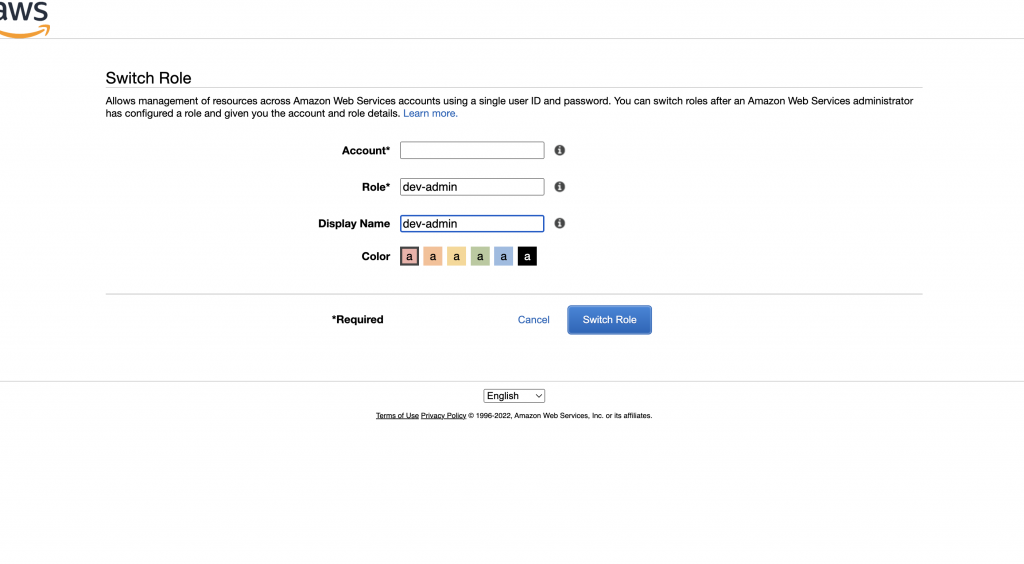 aws
Switch Role
Allows management of resources across Amazon Web Services accounts using a single user ID and password. You can switch roles after an Amazon Web Services administrator
has configured a role and given you the account and role details. Learn more.
Account*
Role* dev-admin
Display Name dev-admin
Color a a a a a a
*Required Cancel Switch Role
English
Terms of Use Privacy Policy © 1996-2022, Amazon Web Services, Inc. or its affiliates.